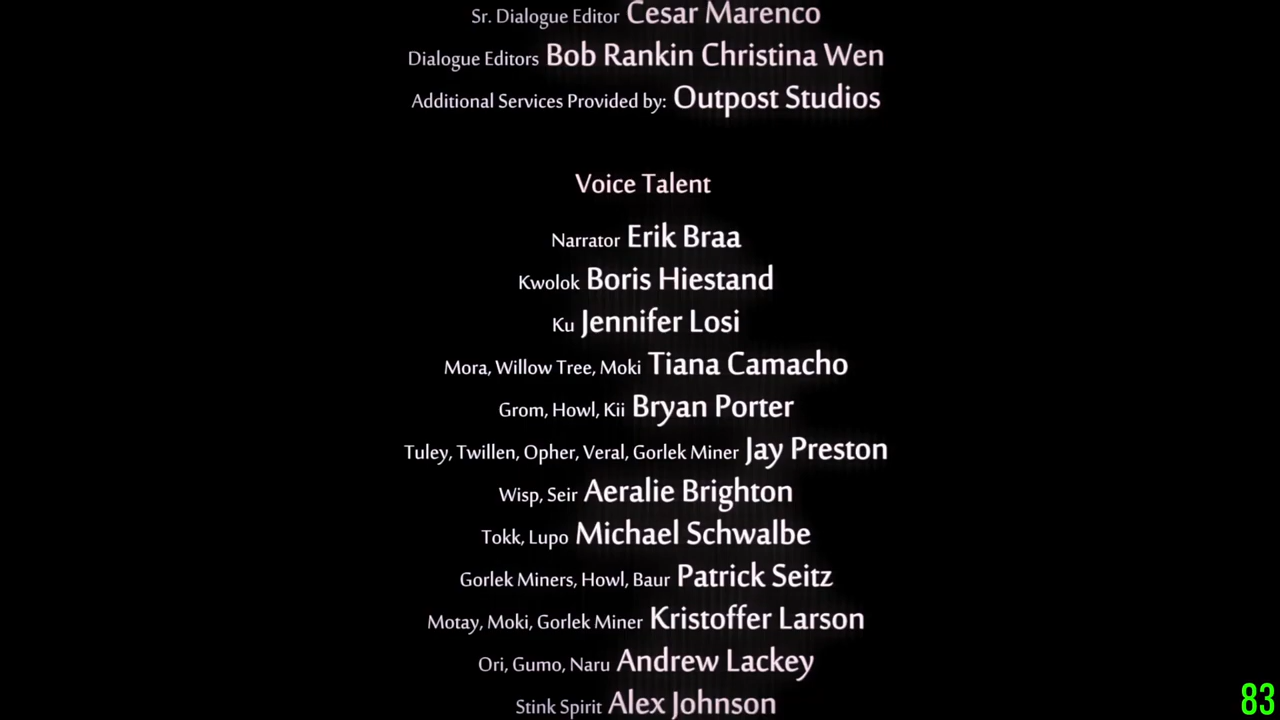 Sr. Dialogue Editor Cesar Marenco
Dialogue Editors Bob Rankin Christina Wen
Additional Services Provided by: Outpost Studios
Voice Talent
Narrator Erik Braa
Kwolok Boris Hiestand
Ku Jennifer Losi
Mora, Willow Tree, Moki Tiana Camacho
Grom, Howl, Kii Bryan Porter
Tuley, Twillen, Opher, Veral, Gorlek Miner Jay Preston
Wisp, Seir Aeralie Brighton
Tokk, Lupo Michael Schwalbe
Gorlek Miners, Howl, Baur Patrick Seitz
Motay, Moki, Gorlek Miner Kristoffer Larson
Ori, Gumo, Naru Andrew Lackey
Stink Spirit Alex Johnson
83